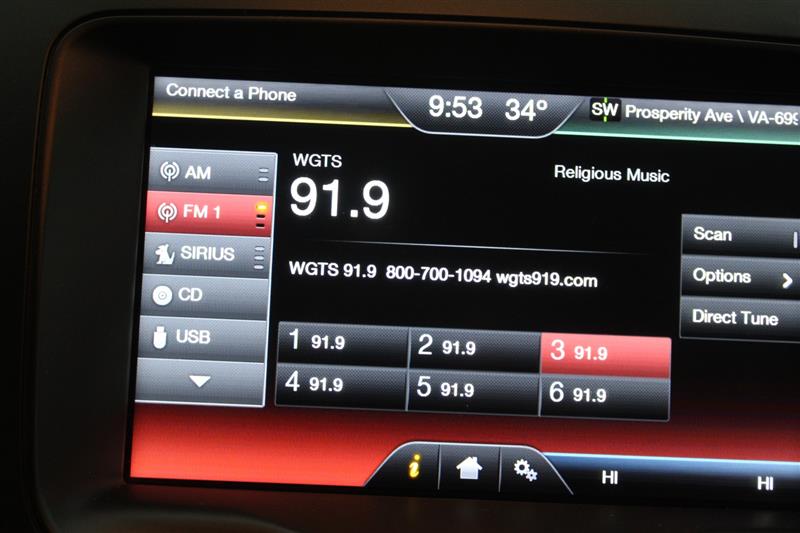 Connect a Phone
9:53 34°
SW Prosperity Ave \ VA-699
AM
FM 1
SIRIUS
CD
USB
WGTS
91.9
Religious Music
WGTS 91.9 800-700-1094 wgts919.com
Scan
Options
Direct Tune
1 91.9 2 91.9 3 91.9
4 91.9 5 91.9 6 91.9
i
HI HI